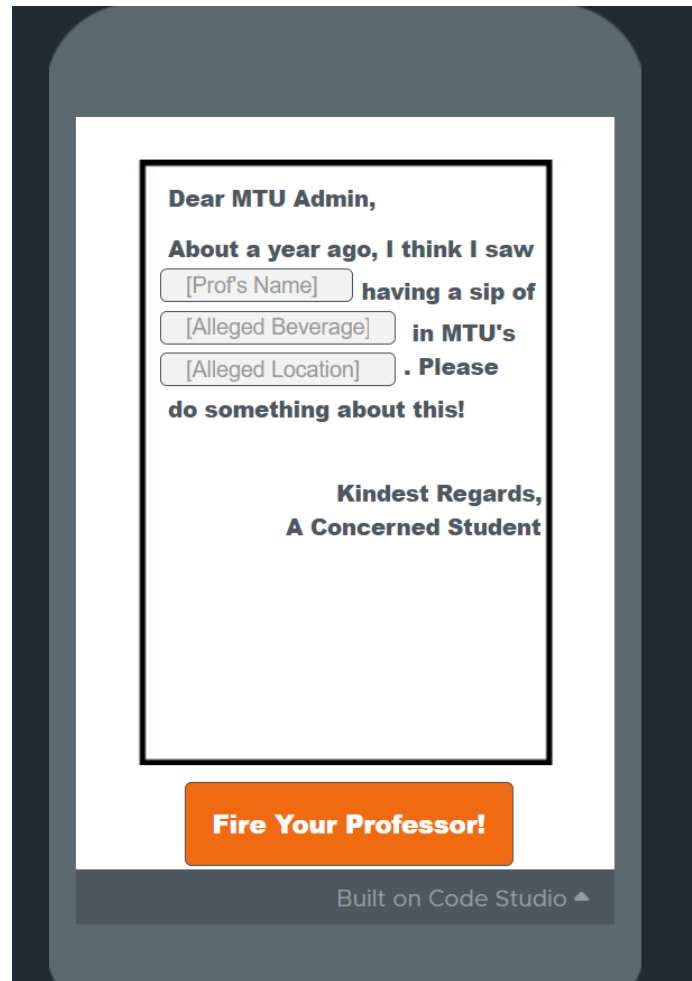 Dear MTU Admin,
About a year ago, I think I saw
[Prof's Name] having a sip of
[Alleged Beverage] in MTU's
[Alleged Location] . Please
do something about this!
Kindest Regards,
A Concerned Student
Fire Your Professor!
Built on Code Studio